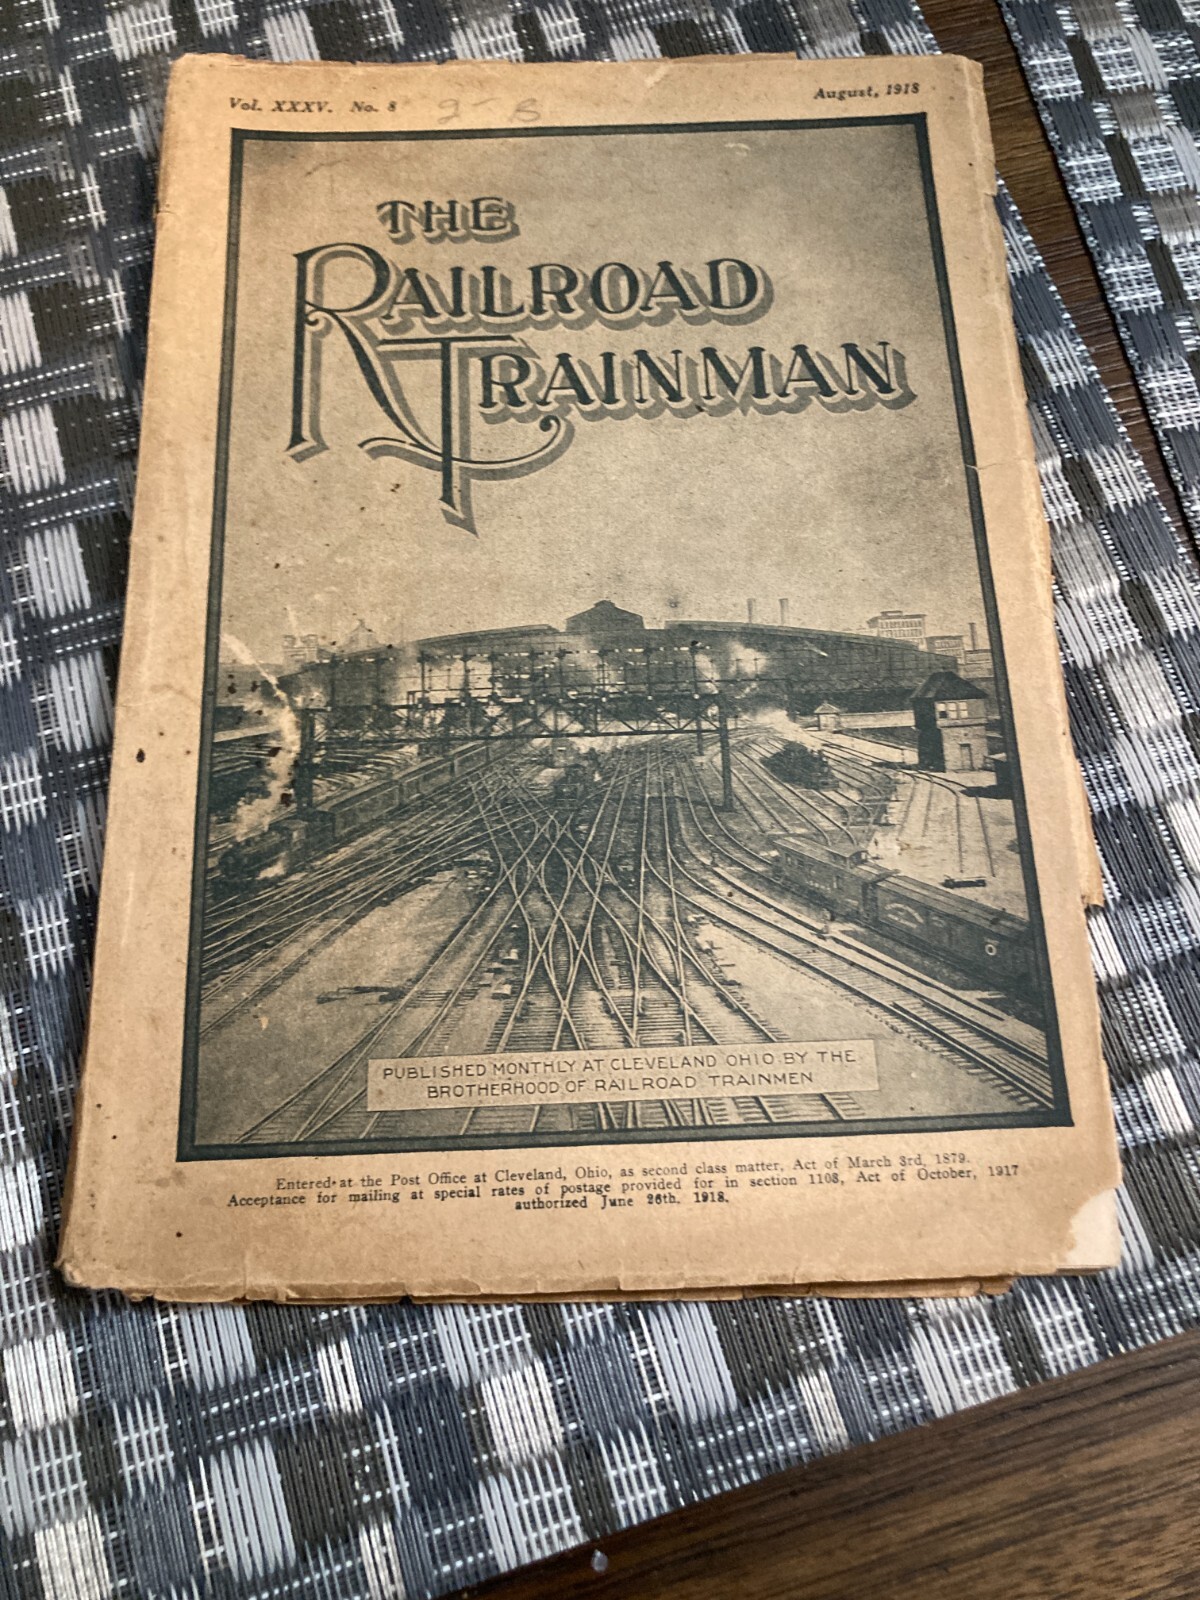 Vol. XXXV. No. 8 2 - B August, 1918
THE
RAILROAD
TRAINMAN
PUBLISHED MONTHLY AT CLEVELAND OHIO BY THE
BROTHERHOOD OF RAILROAD TRAINMEN
Entered at the Post Office at Cleveland, Ohio, as second class matter, Act of March 3rd, 1879.
Acceptance for mailing at special rates of postage provided for in section 1103, Act of October, 1917
authorized June 26th, 1918.